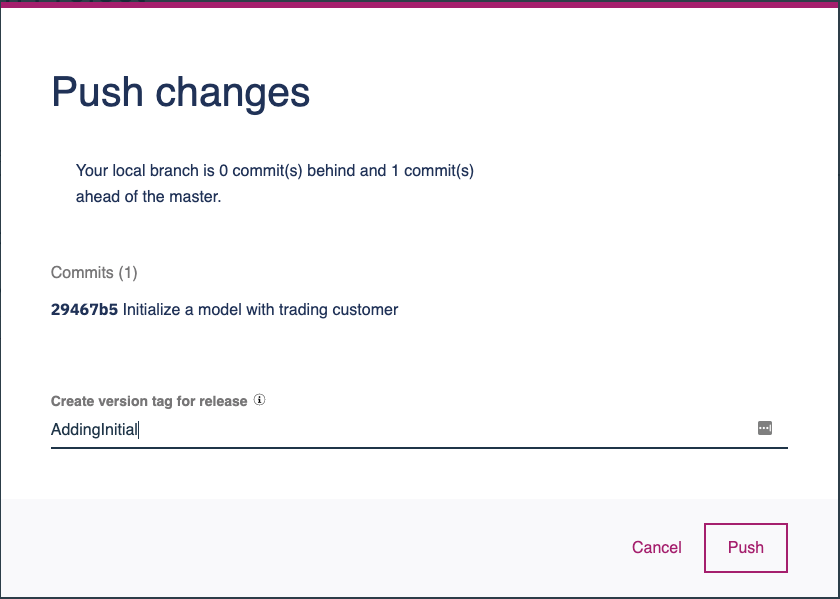 Push changes
Your local branch is 0 commit(s) behind and 1 commit(s)
ahead of the master.
Commits (1)
29467b5 Initialize a model with trading customer
Create version tag for release
AddingInitial
Cancel
Push